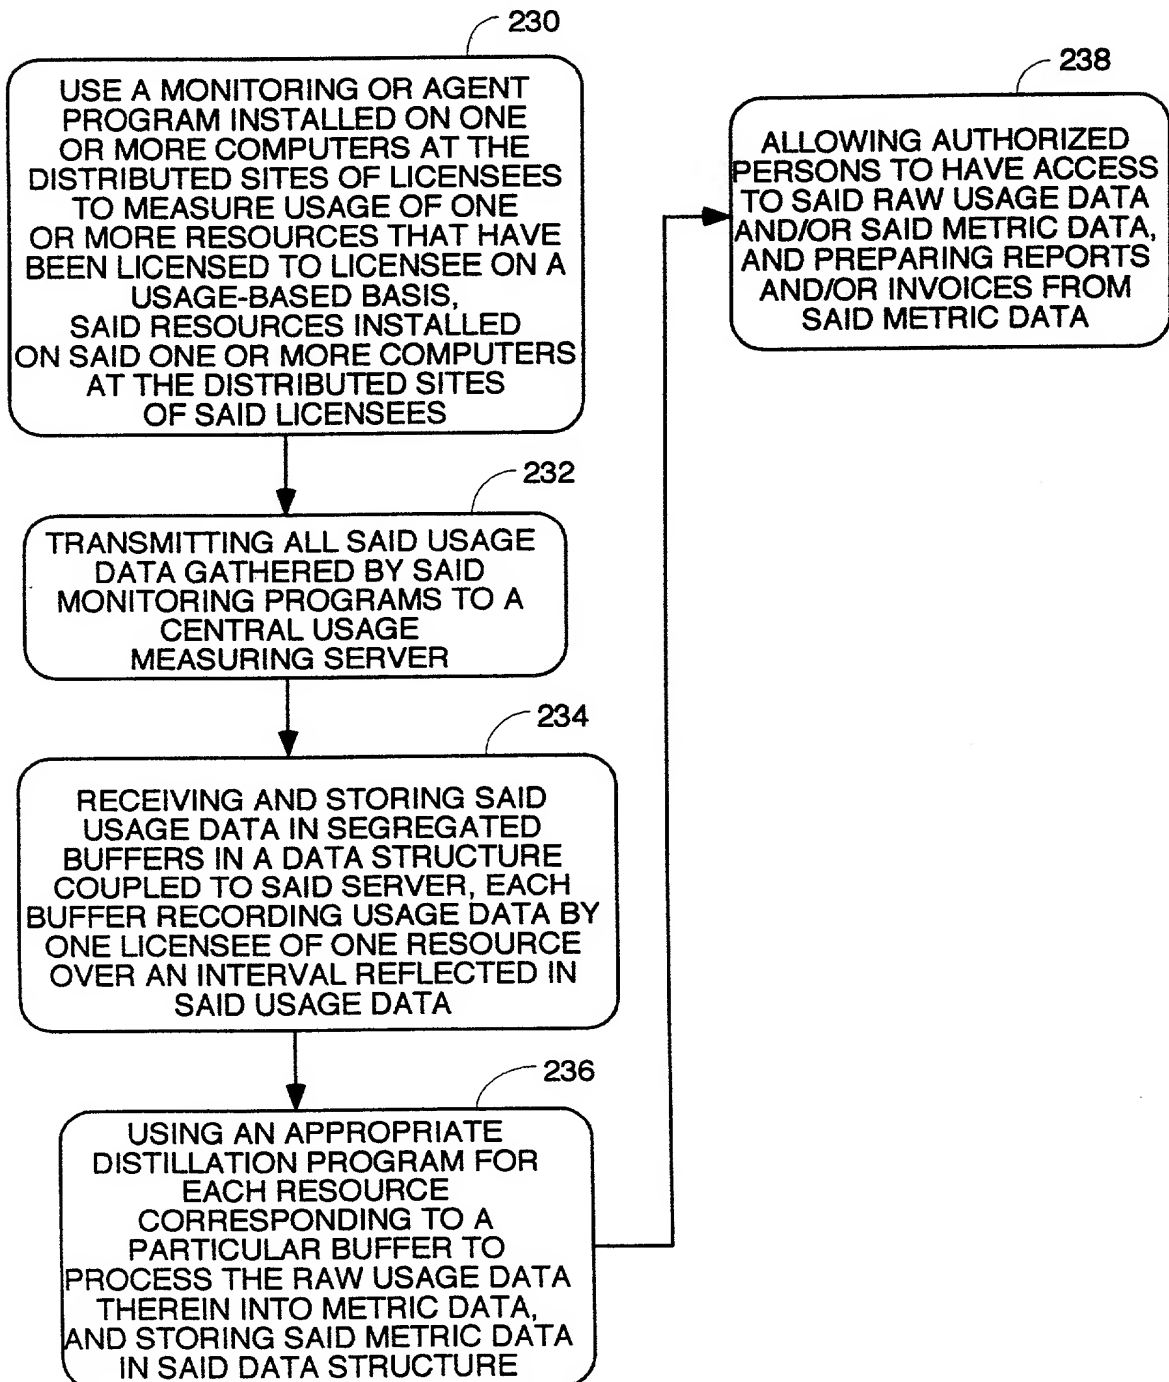 230
USE A MONITORING OR AGENT
PROGRAM INSTALLED ON ONE
OR MORE COMPUTERS AT THE
DISTRIBUTED SITES OF LICENSEES
TO MEASURE USAGE OF ONE
OR MORE RESOURCES THAT HAVE
BEEN LICENSED TO LICENSEE ON A
USAGE-BASED BASIS,
SAID RESOURCES INSTALLED
ON SAID ONE OR MORE COMPUTERS
AT THE DISTRIBUTED SITES
OF SAID LICENSEES
232
TRANSMITTING ALL SAID USAGE
DATA GATHERED BY SAID
MONITORING PROGRAMS TO A
CENTRAL USAGE
MEASURING SERVER
234
RECEIVING AND STORING SAID
USAGE DATA IN SEGREGATED
BUFFERS IN A DATA STRUCTURE
COUPLED TO SAID SERVER, EACH
BUFFER RECORDING USAGE DATA BY
ONE LICENSEE OF ONE RESOURCE
OVER AN INTERVAL REFLECTED IN
SAID USAGE DATA
236
USING AN APPROPRIATE
DISTILLATION PROGRAM FOR
EACH RESOURCE
CORRESPONDING TO A
PARTICULAR BUFFER TO
PROCESS THE RAW USAGE DATA
THEREIN INTO METRIC DATA,
AND STORING SAID METRIC DATA
IN SAID DATA STRUCTURE
238
ALLOWING AUTHORIZED
PERSONS TO HAVE ACCESS
TO SAID RAW USAGE DATA
AND/OR SAID METRIC DATA,
AND PREPARING REPORTS
AND/OR INVOICES FROM
SAID METRIC DATA